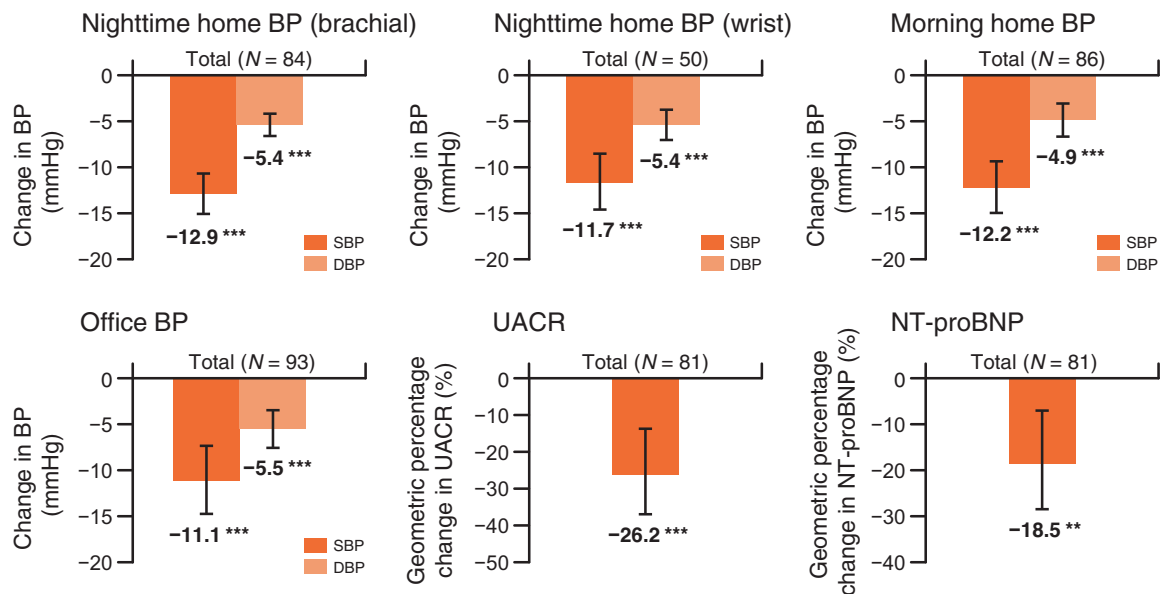 Nighttime home BP (brachial)
Total (N = 84)
Change in BP
(mmHg)
0
−5
−10
−15
−20
−12.9 ***
−5.4 ***
SBP
DBP
Nighttime home BP (wrist)
Total (N = 50)
Change in BP
(mmHg)
0
−5
−10
−15
−20
−11.7 ***
−5.4 ***
SBP
DBP
Morning home BP
Total (N = 86)
Change in BP
(mmHg)
0
−5
−10
−15
−20
−12.2 ***
−4.9 ***
SBP
DBP
Office BP
Total (N = 93)
Change in BP
(mmHg)
0
−5
−10
−15
−20
−11.1 ***
−5.5 ***
SBP
DBP
UACR
Total (N = 81)
Geometric percentage
change in UACR (%)
0
−10
−20
−30
−40
−50
−26.2 ***
NT-proBNP
Total (N = 81)
Geometric percentage
change in NT-proBNP (%)
0
−10
−20
−30
−40
−18.5 **